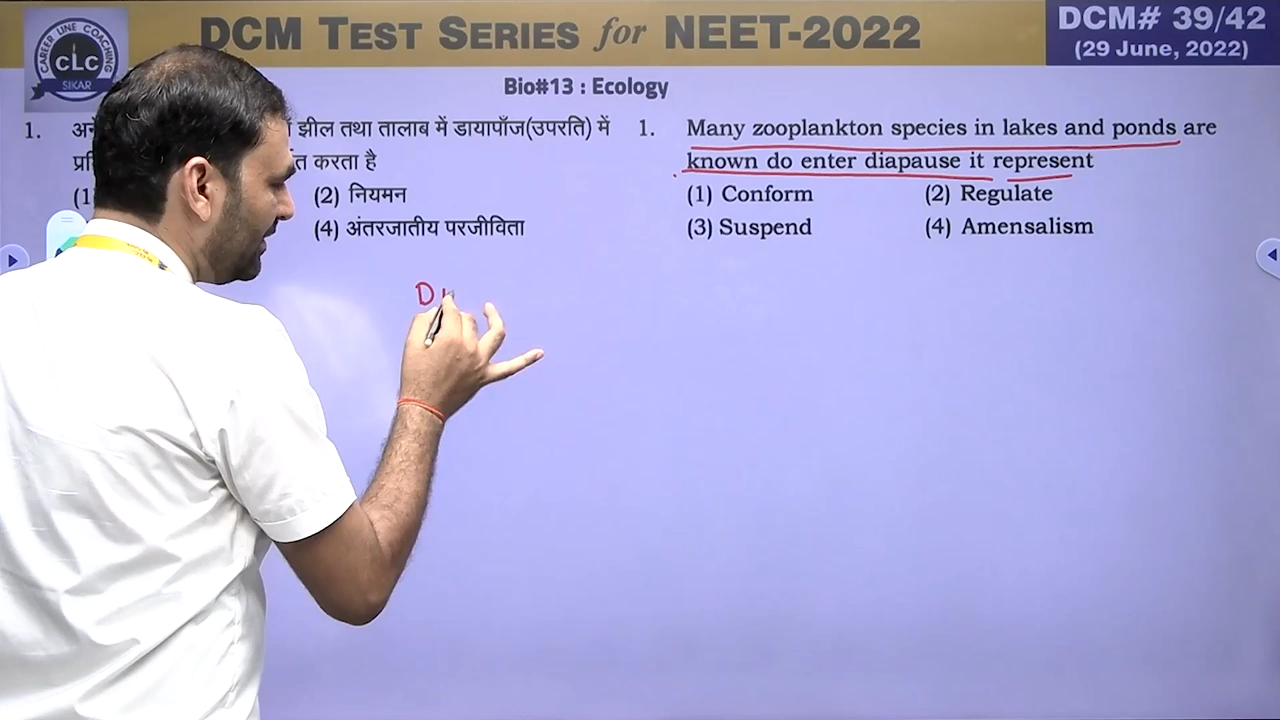 DCM TEST SERIES for NEET-2022
DCM# 39/42
(29 June, 2022)
CAREER LINE COACHING
CLC
SIKAR
Bio#13 : Ecology
1. झील तथा तालाब में डायापॉज(उपरति) में
करता है
(2) नियमन
(4) अंतरजातीय परजीविता
1. Many zooplankton species in lakes and ponds are
known do enter diapause it represent
(1) Conform (2) Regulate
(3) Suspend (4) Amensalism
D